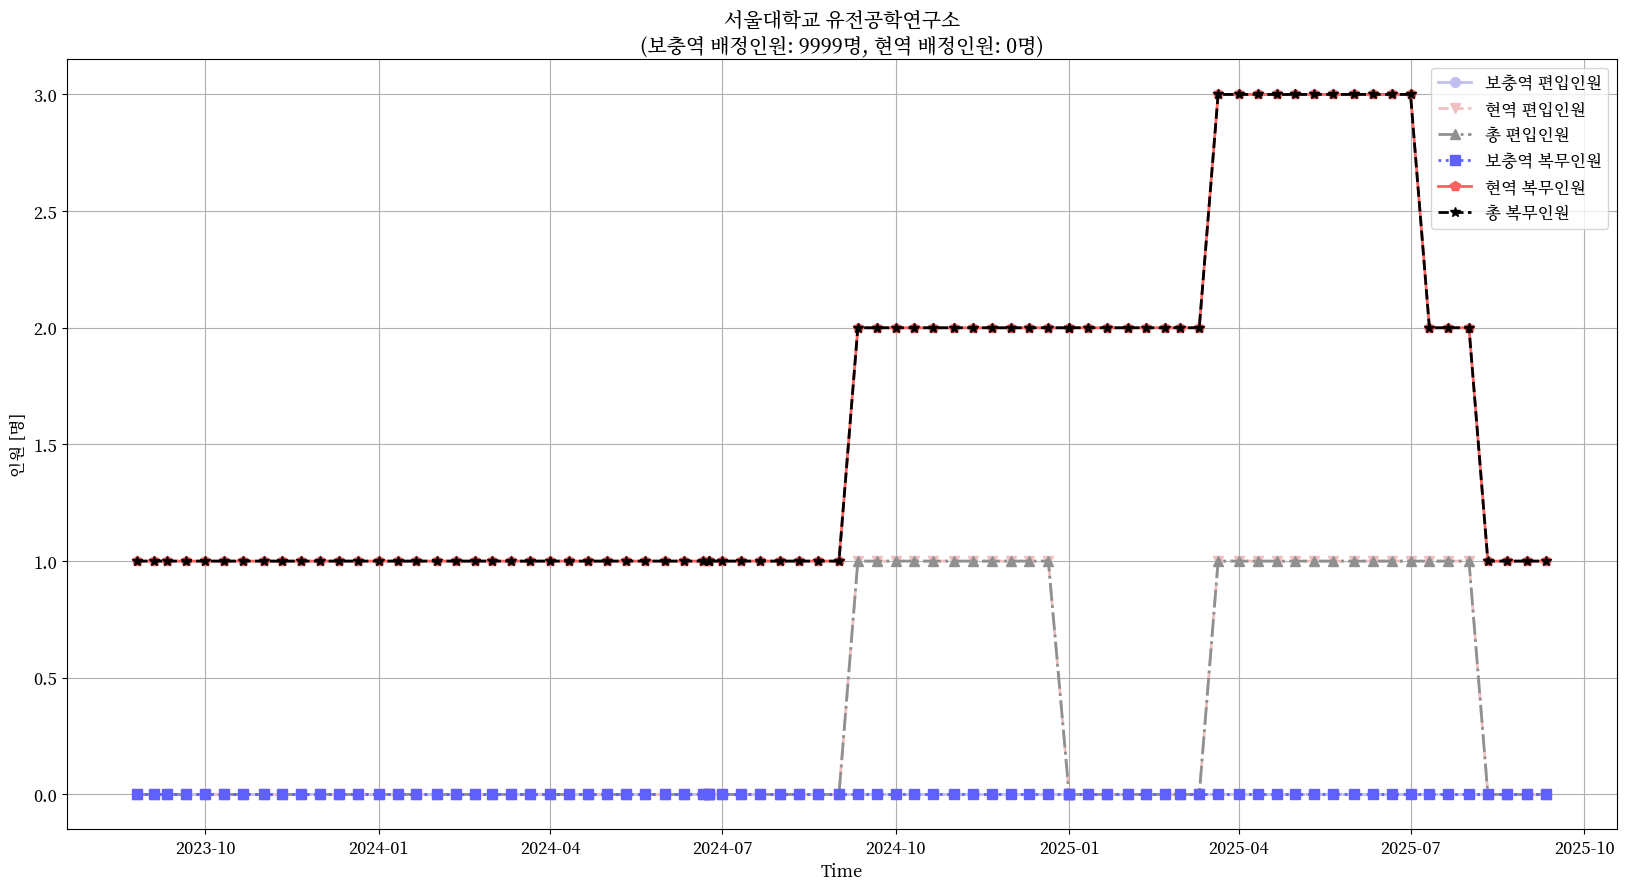 서울대학교 유전공학연구소
(보충역 배정인원: 9999명, 현역 배정인원: 0명)
보충역 편입인원
현역 편입인원
총 편입인원
보충역 복무인원
현역 복무인원
총 복무인원
인원 [명]
3.0
2.5
2.0
1.5
1.0
0.5
0.0
2023-10
2024-01
2024-04
2024-07
2024-10
2025-01
2025-04
2025-07
2025-10
Time